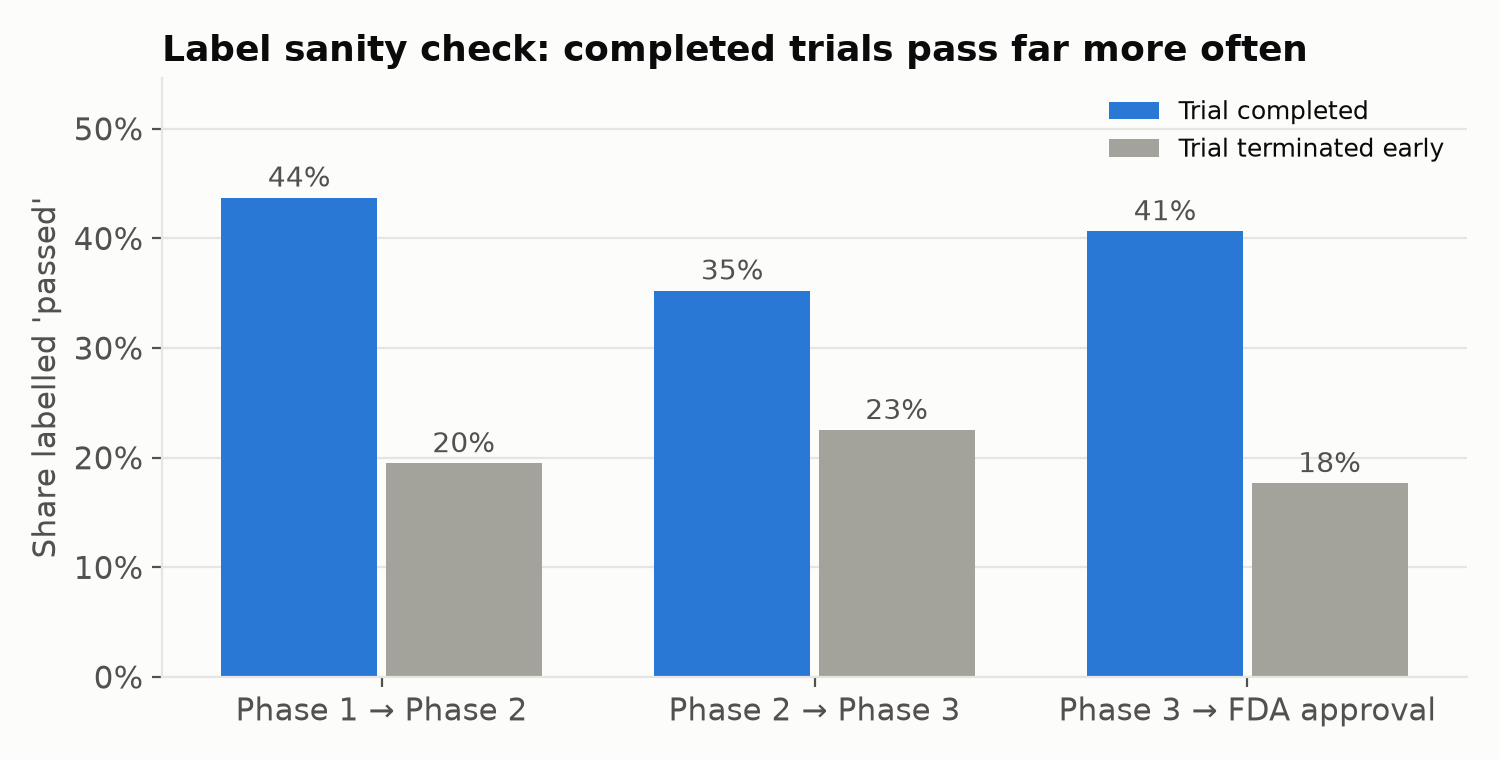 Label sanity check: completed trials pass far more often
Trial completed
Trial terminated early
Share labelled 'passed'
50%
40%
30%
20%
10%
0%
44%
20%
35%
23%
41%
18%
Phase 1 → Phase 2
Phase 2 → Phase 3
Phase 3 → FDA approval